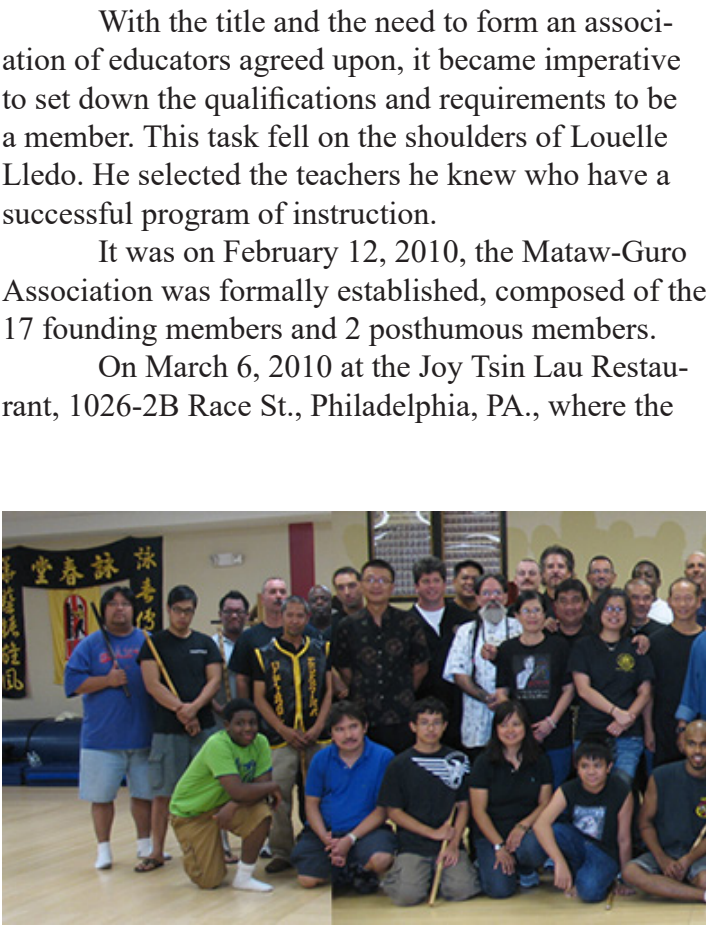 With the title and the need to form an associ-
ation of educators agreed upon, it became imperative
to set down the qualifications and requirements to be
a member. This task fell on the shoulders of Louelle
Lledo. He selected the teachers he knew who have a
successful program of instruction.
It was on February 12, 2010, the Mataw-Guro
Association was formally established, composed of the
17 founding members and 2 posthumous members.
On March 6, 2010 at the Joy Tsin Lau Restau-
rant, 1026-2B Race St., Philadelphia, PA., where the
堂春詠